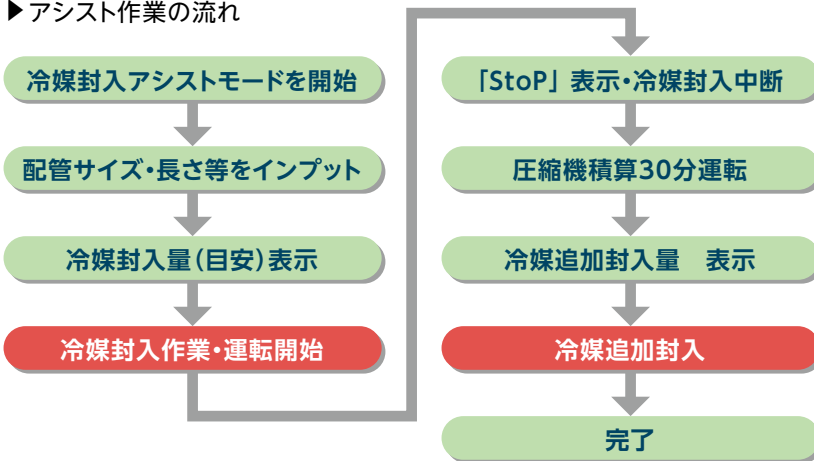 ▶アシスト作業の流れ
冷媒封入アシストモードを開始
配管サイズ・長さ等をインプット
冷媒封入量(目安)表示
冷媒封入作業・運転開始
「StoP」表示・冷媒封入中断
圧縮機積算30分運転
冷媒追加封入量　表示
冷媒追加封入
完了